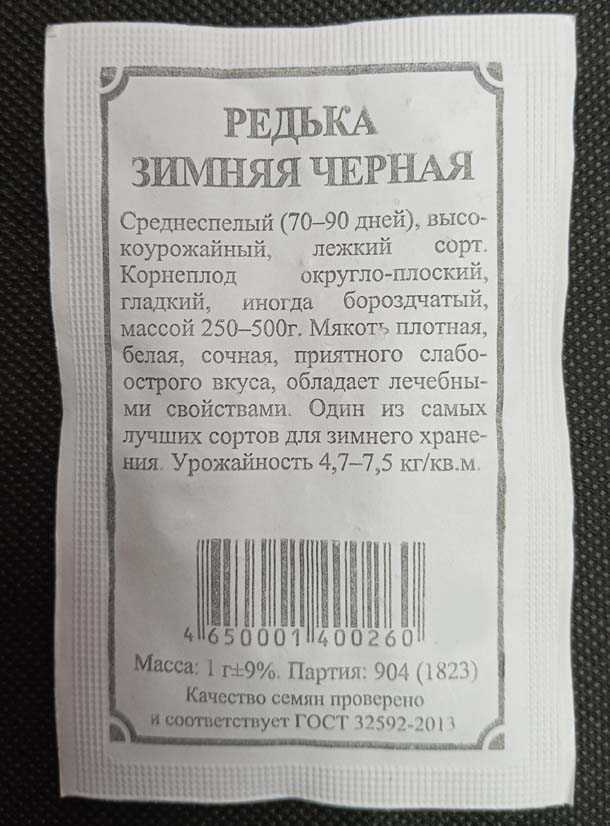 РЕДЬКА
ЗИМНЯЯ ЧЕРНАЯ
Среднеспелый (70–90 дней), высо-
коурожайный, лежкий сорт.
Корнеплод округло-плоский,
гладкий, иногда бороздчатый,
массой 250–500г. Мякоть плотная,
белая, сочная, приятного слабо-
острого вкуса, обладает лечебны-
ми свойствами. Один из самых
лучших сортов для зимнего хране-
ния. Урожайность 4,7–7,5 кг/кв.м.
4 650001 400260
Масса: 1 г±9%. Партия: 904 (1823)
Качество семян проверено
и соответствует ГОСТ 32592-2013